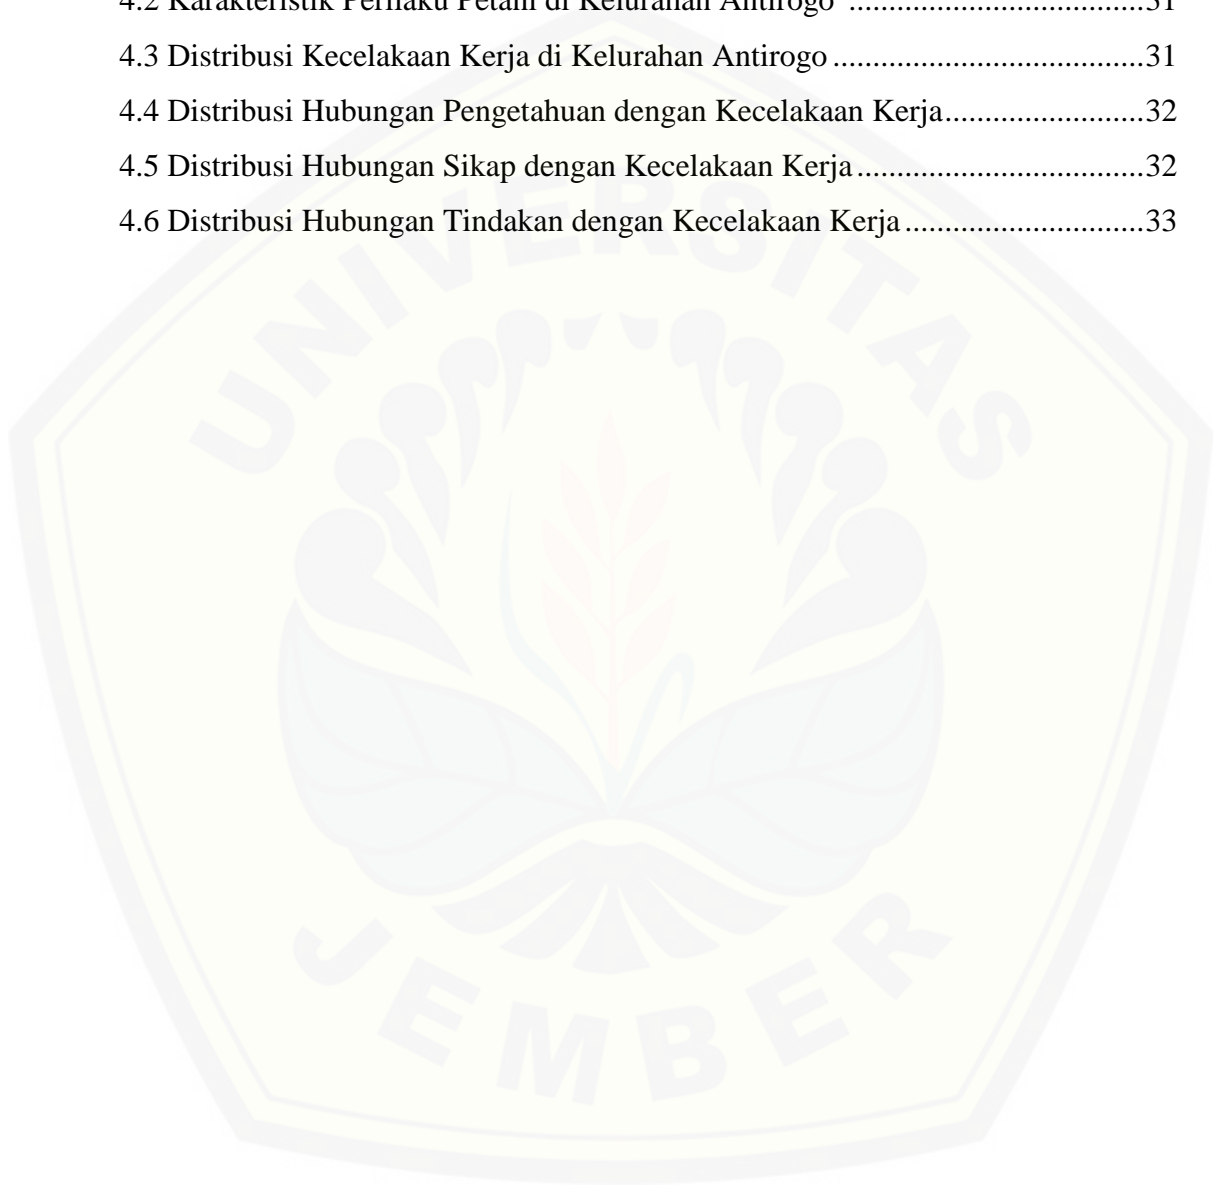 4.2 Karakteristik Perilaku Petani di Kelurahan Antirogo ....................................31
4.3 Distribusi Kecelakaan Kerja di Kelurahan Antirogo.......................................31
4.4 Distribusi Hubungan Pengetahuan dengan Kecelakaan Kerja.........................32
4.5 Distribusi Hubungan Sikap dengan Kecelakaan Kerja....................................32
4.6 Distribusi Hubungan Tindakan dengan Kecelakaan Kerja..............................33
UNIVERSITAS
JEMBER